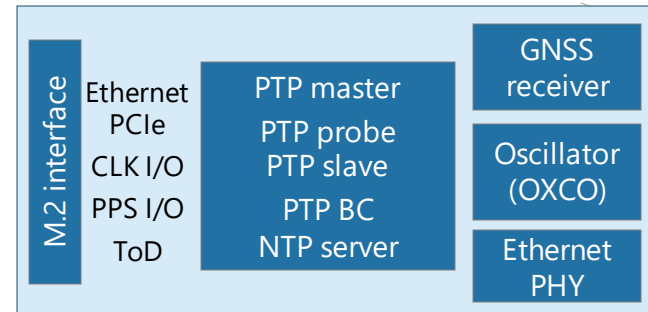 M.2 interface
Ethernet
PCIe
CLK I/O
PPS I/O
ToD
PTP master
PTP probe
PTP slave
PTP BC
NTP server
GNSS
receiver
Oscillator
(OXCO)
Ethernet
PHY